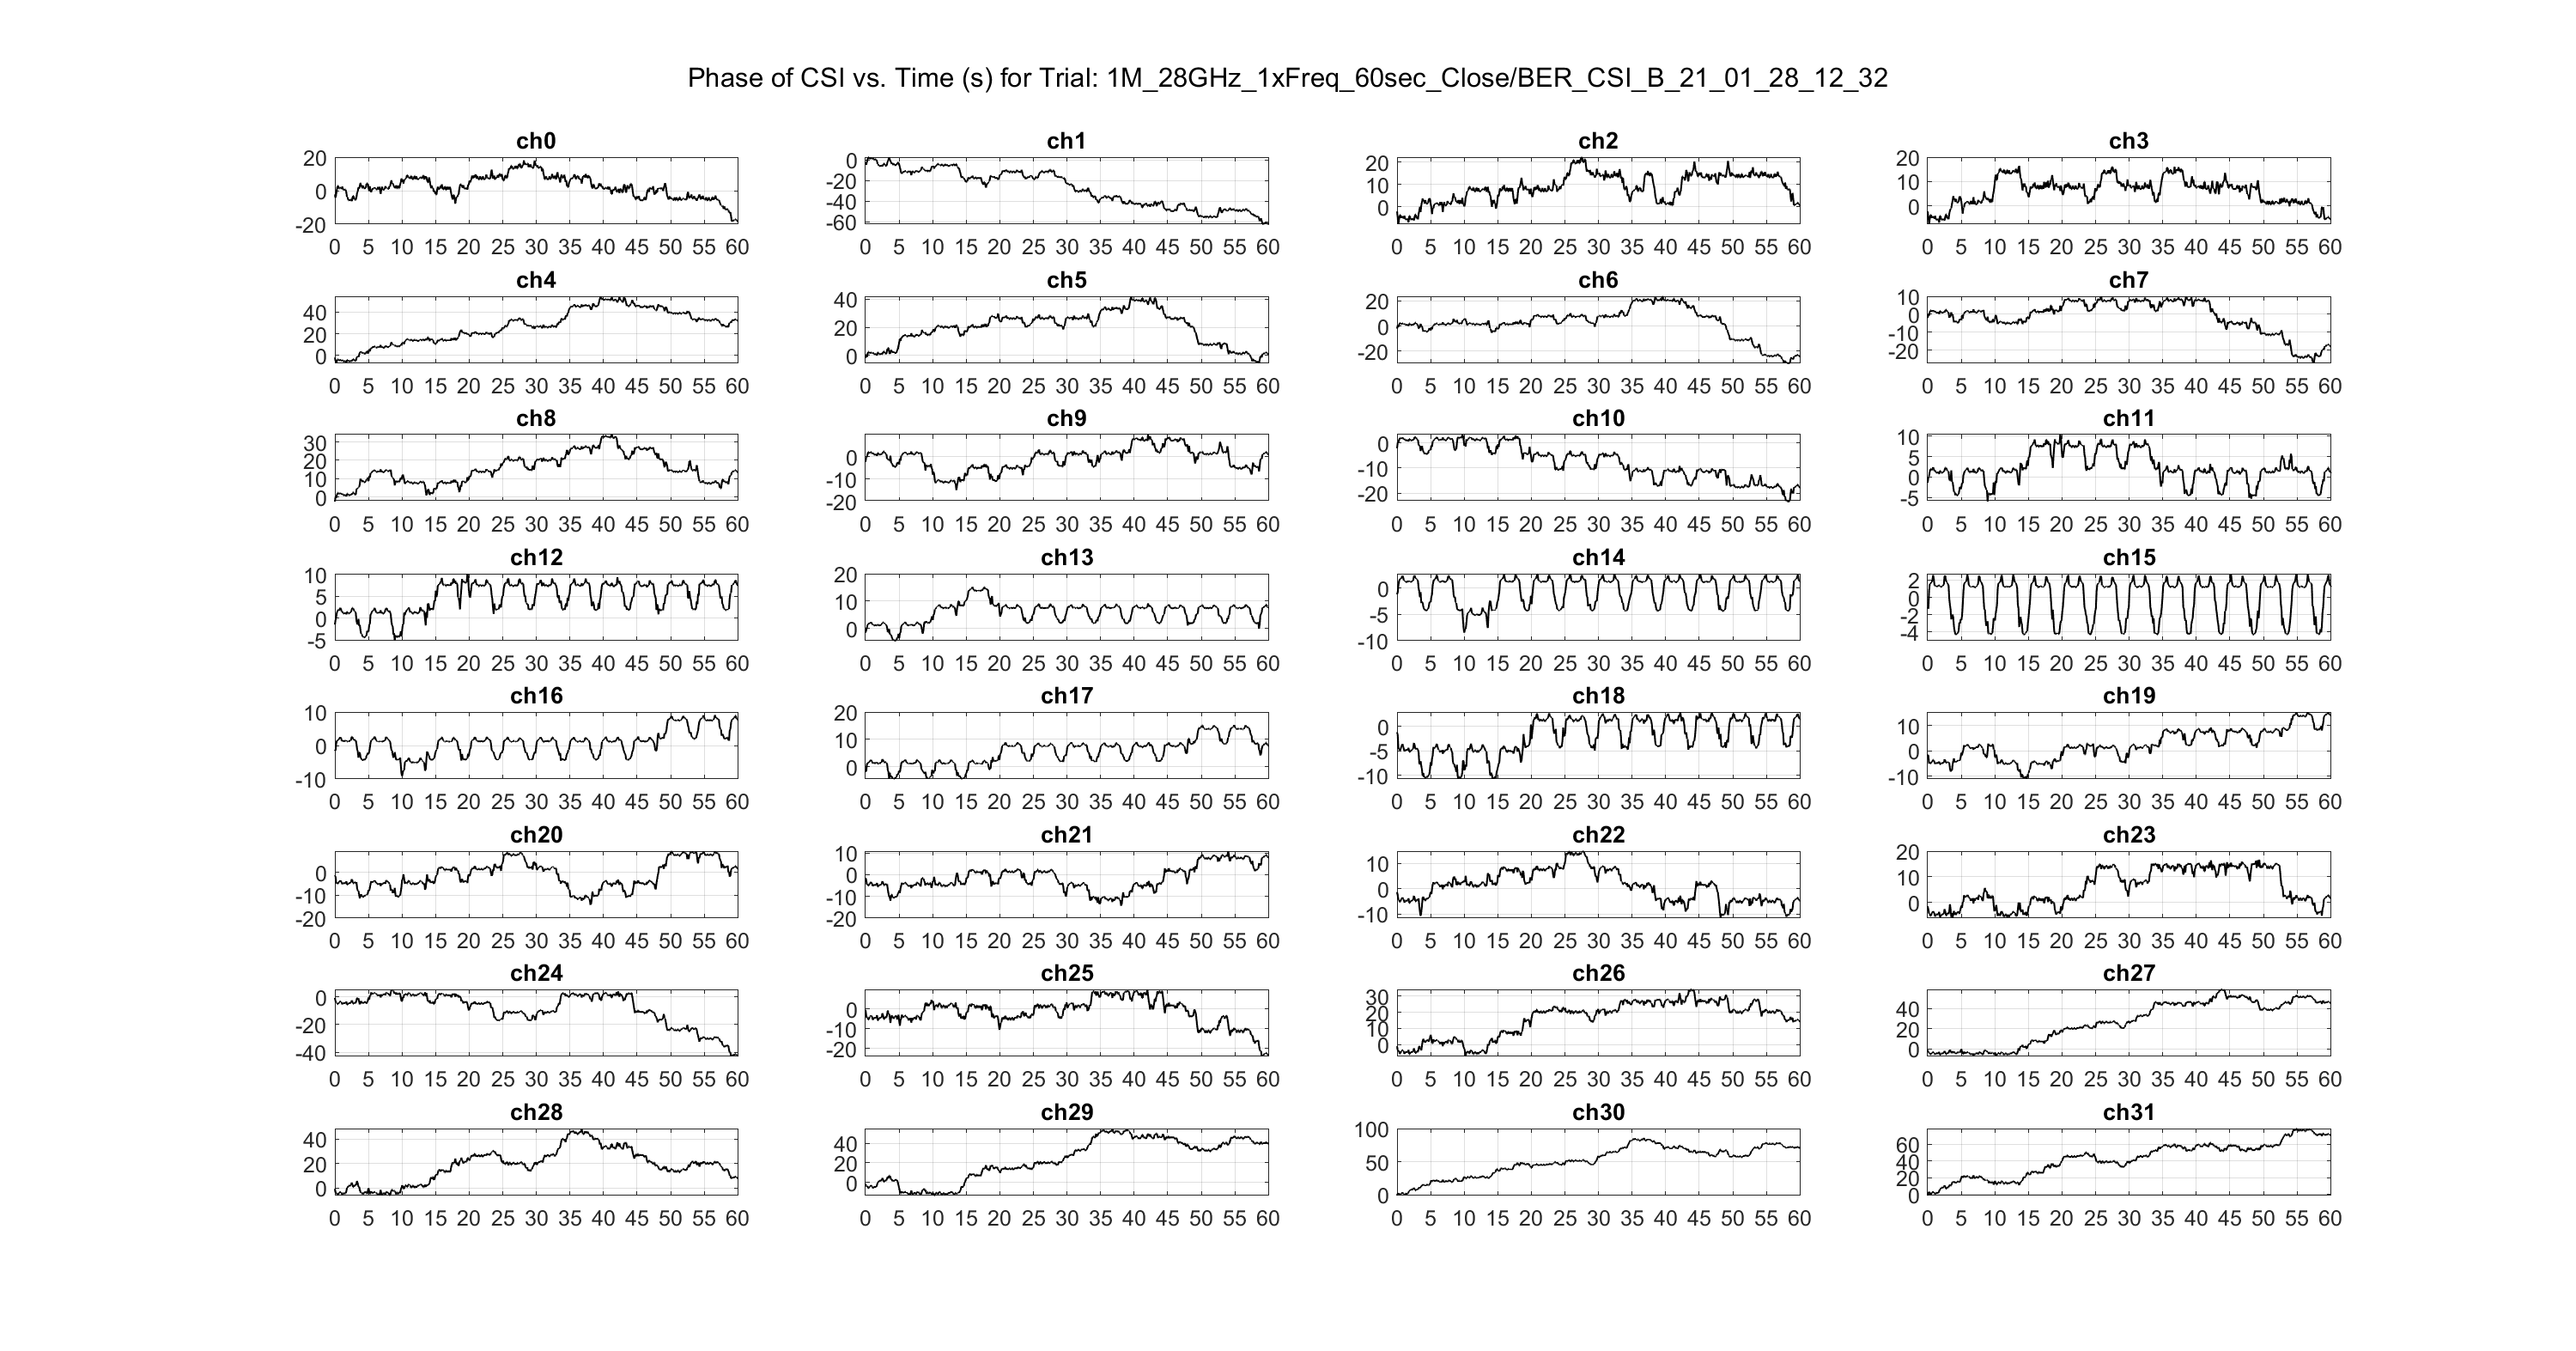 Phase of CSI vs. Time (s) for Trial: 1M_28GHz_1xFreq_60sec_Close/BER_CSI_B_21_01_28_12_32
ch0 ch1 ch2 ch3
20 0 20 20
0 -20 10 10
-20 -40 0 0
-60
0 5 10 15 20 25 30 35 40 45 50 55 60 0 5 10 15 20 25 30 35 40 45 50 55 60 0 5 10 15 20 25 30 35 40 45 50 55 60 0 5 10 15 20 25 30 35 40 45 50 55 60
ch4 ch5 ch6 ch7
40 40 20 10
20 20 0 0
0 0 -20 -10
-20
0 5 10 15 20 25 30 35 40 45 50 55 60 0 5 10 15 20 25 30 35 40 45 50 55 60 0 5 10 15 20 25 30 35 40 45 50 55 60 0 5 10 15 20 25 30 35 40 45 50 55 60
ch8 ch9 ch10 ch11
30 0 0 10
20 -10 -10 5
10 -20 -20 0
0 -5
0 5 10 15 20 25 30 35 40 45 50 55 60 0 5 10 15 20 25 30 35 40 45 50 55 60 0 5 10 15 20 25 30 35 40 45 50 55 60 0 5 10 15 20 25 30 35 40 45 50 55 60
ch12 ch13 ch14 ch15
10 20 0 2
5 10 -5 0
0 0 -10 -2
-5 -4
0 5 10 15 20 25 30 35 40 45 50 55 60 0 5 10 15 20 25 30 35 40 45 50 55 60 0 5 10 15 20 25 30 35 40 45 50 55 60 0 5 10 15 20 25 30 35 40 45 50 55 60
ch16 ch17 ch18 ch19
10 20 0 10
0 10 -5 0
-10 0 -10 -10
0 5 10 15 20 25 30 35 40 45 50 55 60 0 5 10 15 20 25 30 35 40 45 50 55 60 0 5 10 15 20 25 30 35 40 45 50 55 60 0 5 10 15 20 25 30 35 40 45 50 55 60
ch20 ch21 ch22 ch23
0 10 10 20
-10 0 0 10
-20 -10 -10 0
-20
0 5 10 15 20 25 30 35 40 45 50 55 60 0 5 10 15 20 25 30 35 40 45 50 55 60 0 5 10 15 20 25 30 35 40 45 50 55 60 0 5 10 15 20 25 30 35 40 45 50 55 60
ch24 ch25 ch26 ch27
0 0 30 40
-20 -10 20 20
-40 -20 10 0
0
0 5 10 15 20 25 30 35 40 45 50 55 60 0 5 10 15 20 25 30 35 40 45 50 55 60 0 5 10 15 20 25 30 35 40 45 50 55 60 0 5 10 15 20 25 30 35 40 45 50 55 60
ch28 ch29 ch30 ch31
40 40 100 60
20 20 50 40
0 0 0 20
0
0 5 10 15 20 25 30 35 40 45 50 55 60 0 5 10 15 20 25 30 35 40 45 50 55 60 0 5 10 15 20 25 30 35 40 45 50 55 60 0 5 10 15 20 25 30 35 40 45 50 55 60